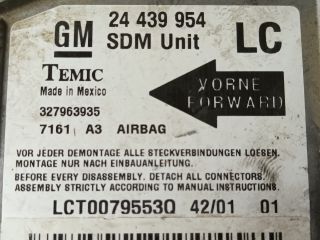 GM 24 439 954 LC
SDM Unit
TEMIC
Made in Mexico
VORNE
FORWARD
327963935
7161 A3 AIRBAG
VOR JEDER DEMONTAGE ALLE STECKVERBINDUNGEN LOESEN.
MONTAGE NUR NACH EINBAUANLEITUNG.
BEFORE EVERY DISASSEMBLY. DETACH ALL CONNECTORS.
ASSEMBLY STRICTLY ACCORDING TO MANUAL INSTRUCTIONS.
LCT0079553Q 42/01 01